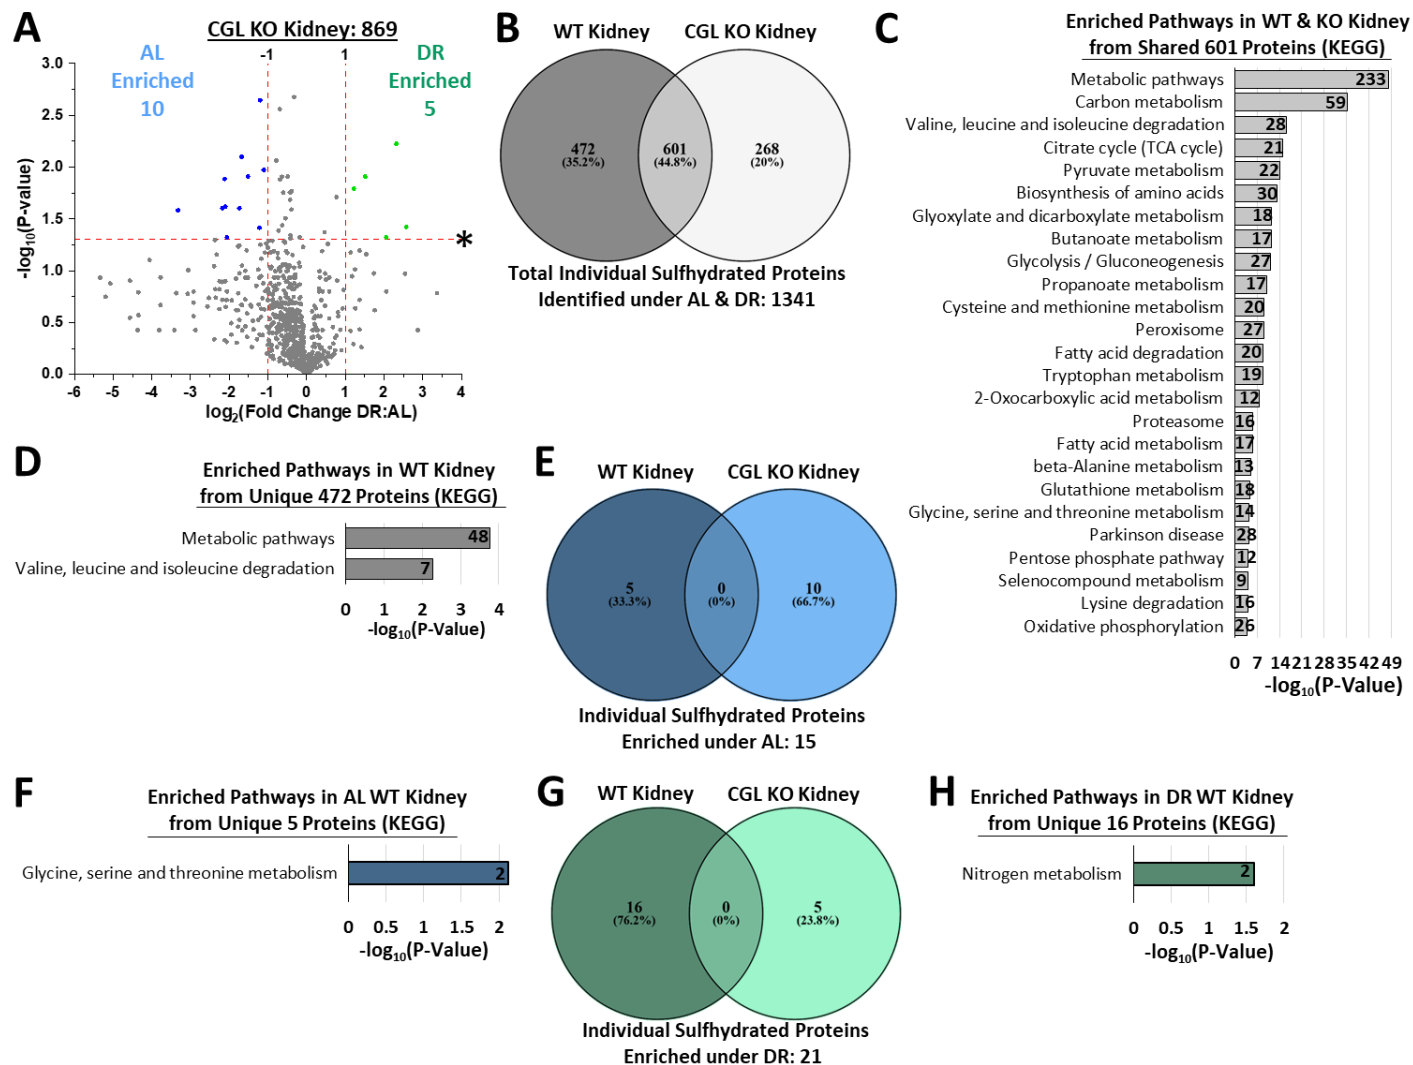 A
CGL KO Kidney: 869
AL
Enriched
10
-1
1
DR
Enriched
5
3.0
2.5
2.0
1.5
1.0
0.5
0.0
*
-log10(P-value)
-6 -5 -4 -3 -2 -1 0 1 2 3 4
log2(Fold Change DR:AL)
B
WT Kidney
CGL KO Kidney
472
(35.2%)
601
(44.8%)
268
(20%)
Total Individual Sulfhydrated Proteins
Identified under AL & DR: 1341
C
Enriched Pathways in WT & KO Kidney
from Shared 601 Proteins (KEGG)
Metabolic pathways 233
Carbon metabolism 59
Valine, leucine and isoleucine degradation 28
Citrate cycle (TCA cycle) 21
Pyruvate metabolism 22
Biosynthesis of amino acids 30
Glyoxylate and dicarboxylate metabolism 18
Butanoate metabolism 17
Glycolysis / Gluconeogenesis 27
Propanoate metabolism 17
Cysteine and methionine metabolism 20
Peroxisome 27
Fatty acid degradation 20
Tryptophan metabolism 19
2-Oxocarboxylic acid metabolism 12
Proteasome 16
Fatty acid metabolism 17
beta-Alanine metabolism 13
Glutathione metabolism 18
Glycine, serine and threonine metabolism 14
Parkinson disease 28
Pentose phosphate pathway 12
Selenocompound metabolism 9
Lysine degradation 16
Oxidative phosphorylation 26
0 7 14 21 28 35 42 49
-log10(P-Value)
D
Enriched Pathways in WT Kidney
from Unique 472 Proteins (KEGG)
Metabolic pathways 48
Valine, leucine and isoleucine degradation 7
0 1 2 3 4
-log10(P-Value)
E
WT Kidney
CGL KO Kidney
5
(33.3%)
0
(0%)
10
(66.7%)
Individual Sulfhydrated Proteins
Enriched under AL: 15
F
Enriched Pathways in AL WT Kidney
from Unique 5 Proteins (KEGG)
Glycine, serine and threonine metabolism 2
0 0.5 1 1.5 2
-log10(P-Value)
G
WT Kidney
CGL KO Kidney
16
(76.2%)
0
(0%)
5
(23.8%)
Individual Sulfhydrated Proteins
Enriched under DR: 21
H
Enriched Pathways in DR WT Kidney
from Unique 16 Proteins (KEGG)
Nitrogen metabolism 2
0 0.5 1 1.5 2
-log10(P-Value)